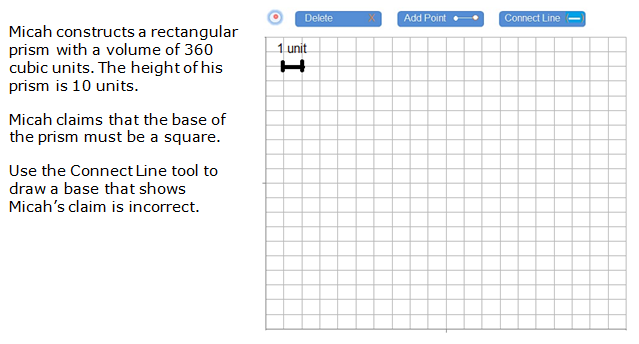 Delete X Add Point Connect Line
Micah constructs a rectangular
prism with a volume of 360
cubic units. The height of his
prism is 10 units.
Micah claims that the base of
the prism must be a square.
Use the Connect Line tool to
draw a base that shows
Micah's claim is incorrect.
1 unit